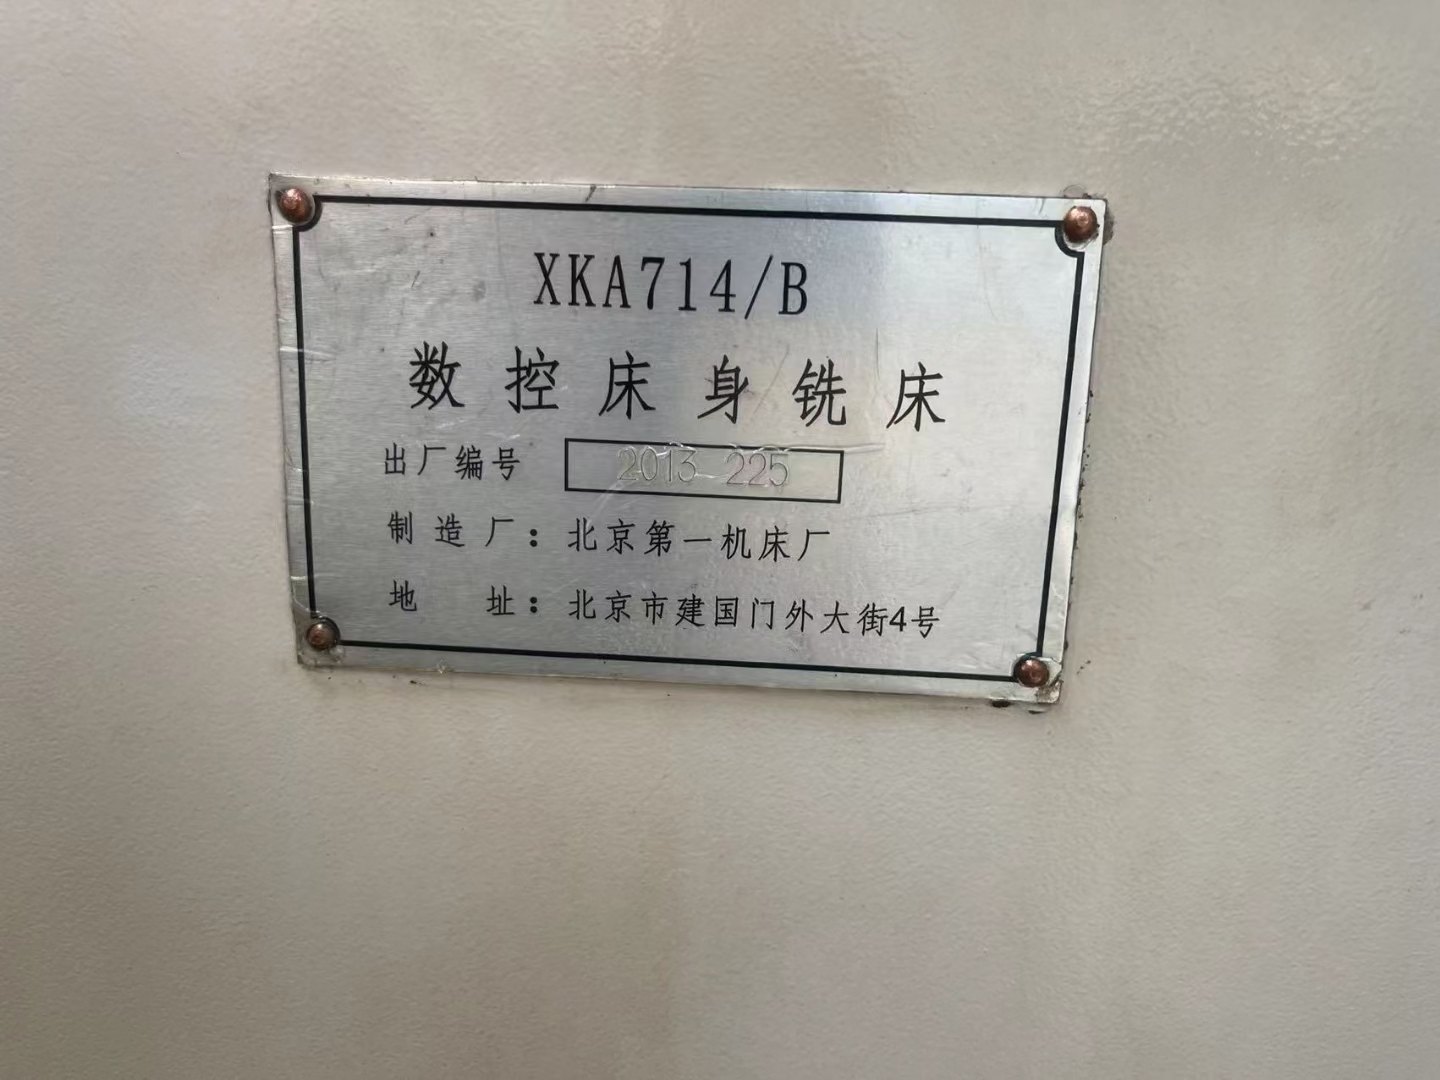 XKA714/B
数控床身铣床
出厂编号 2013 225
制造厂：北京第一机床厂
地址：北京市建国门外大街4号